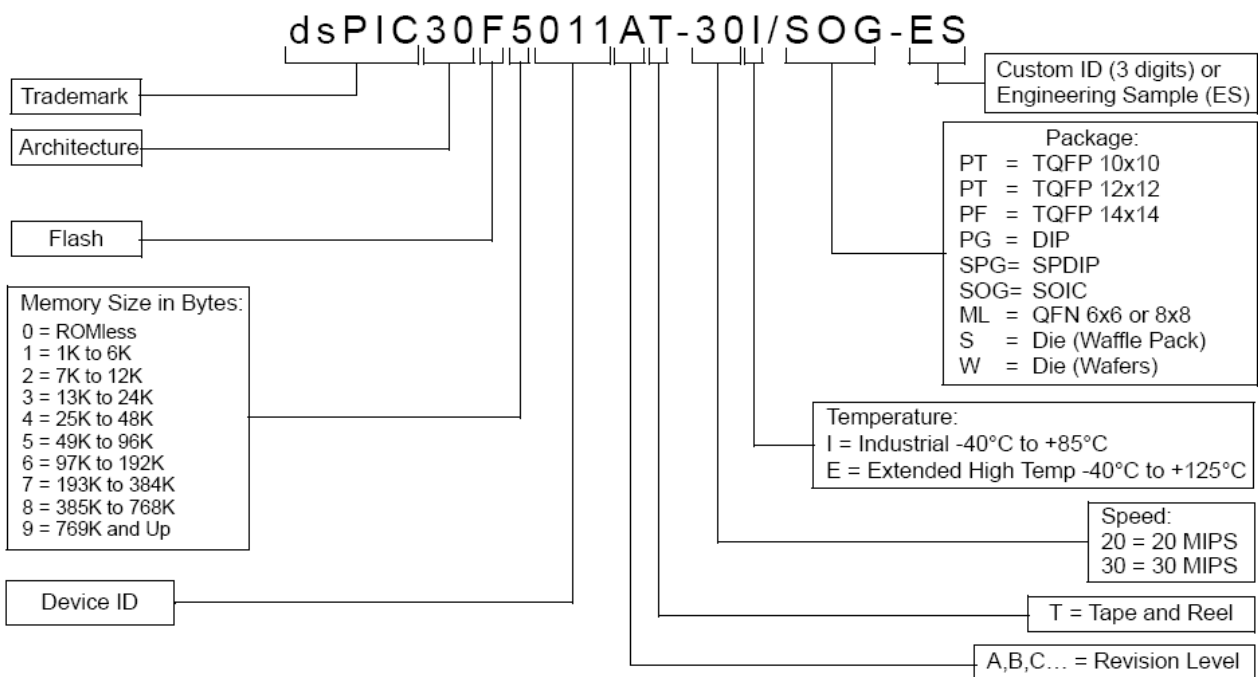 dsPIC30F5011AT-30I/SOG-ES
Trademark
Architecture
Flash
Memory Size in Bytes:
0 = ROMless
1 = 1K to 6K
2 = 7K to 12K
3 = 13K to 24K
4 = 25K to 48K
5 = 49K to 96K
6 = 97K to 192K
7 = 193K to 384K
8 = 385K to 768K
9 = 769K and Up
Device ID
Custom ID (3 digits) or
Engineering Sample (ES)
Package:
PT = TQFP 10x10
PT = TQFP 12x12
PF = TQFP 14x14
PG = DIP
SPG= SPDIP
SOG= SOIC
ML = QFN 6x6 or 8x8
S = Die (Waffle Pack)
W = Die (Wafers)
Temperature:
I = Industrial -40°C to +85°C
E = Extended High Temp -40°C to +125°C
Speed:
20 = 20 MIPS
30 = 30 MIPS
T = Tape and Reel
A,B,C… = Revision Level